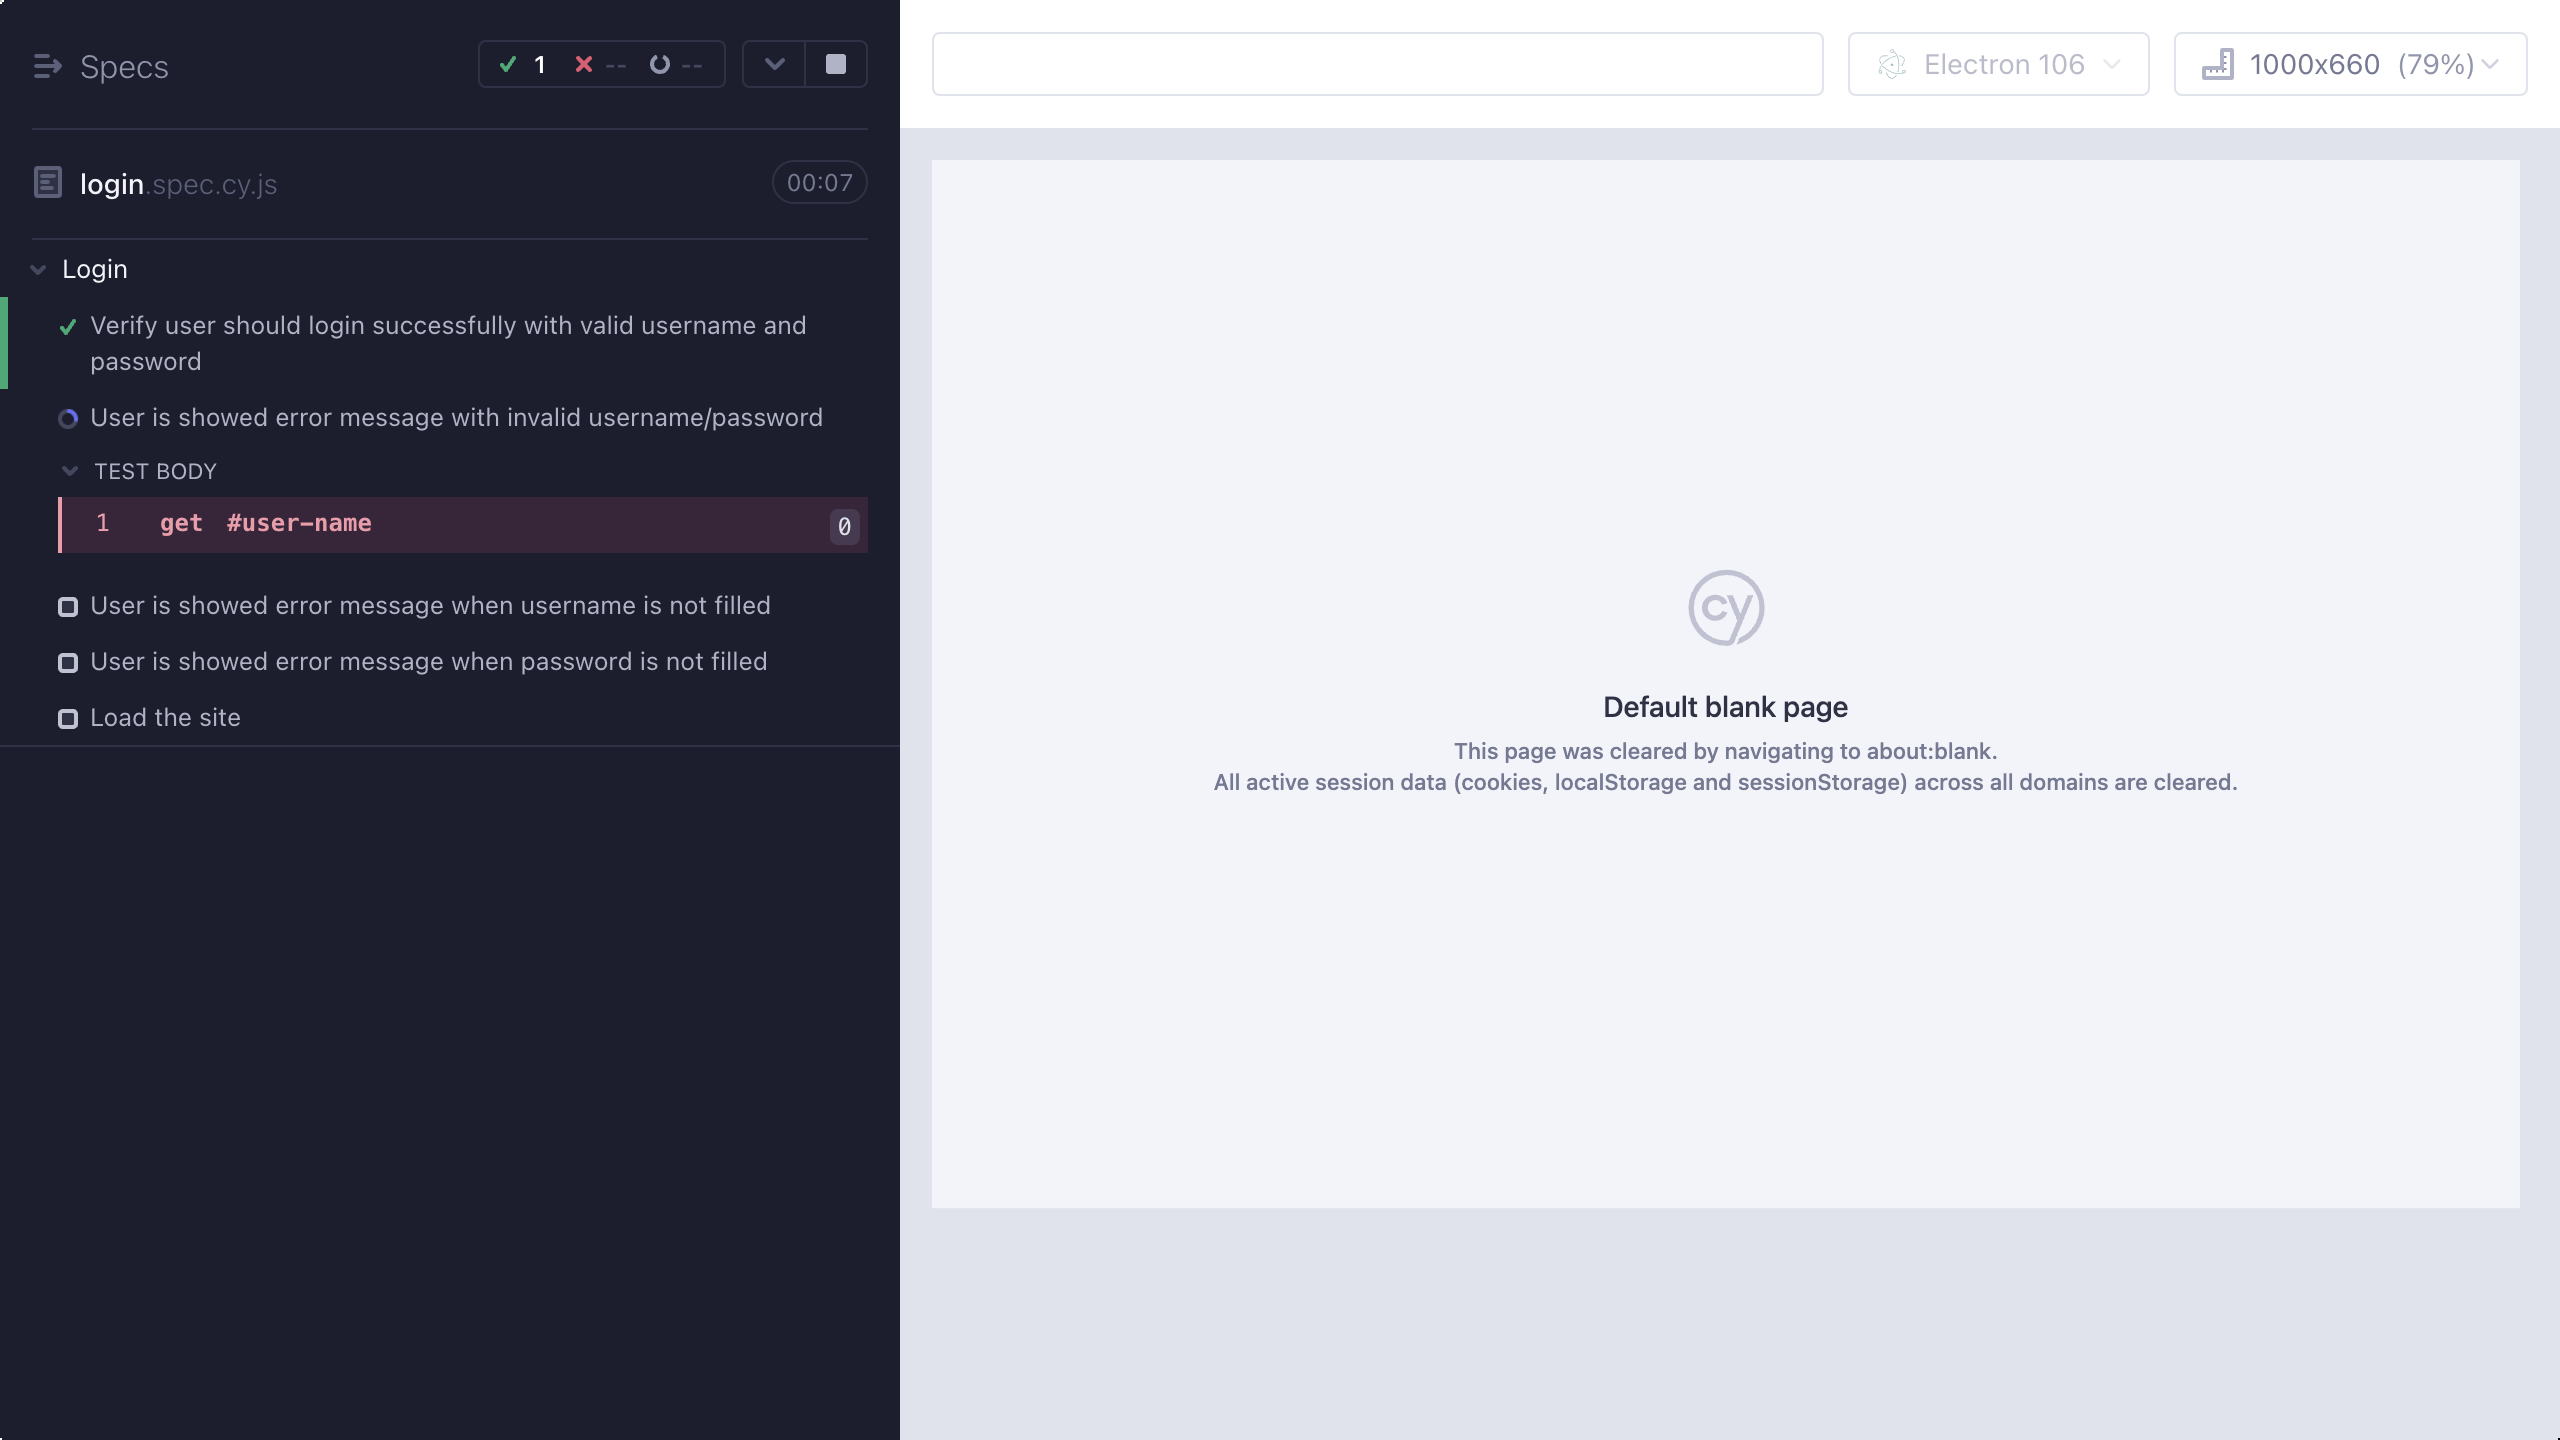 Specs
1 -- --
login.spec.cy.js
00:07
Login
Verify user should login successfully with valid username and
password
User is showed error message with invalid username/password
TEST BODY
1 get #user-name 0
User is showed error message when username is not filled
User is showed error message when password is not filled
Load the site
Electron 106
1000x660 (79%)
cy
Default blank page
This page was cleared by navigating to about:blank.
All active session data (cookies, localStorage and sessionStorage) across all domains are cleared.